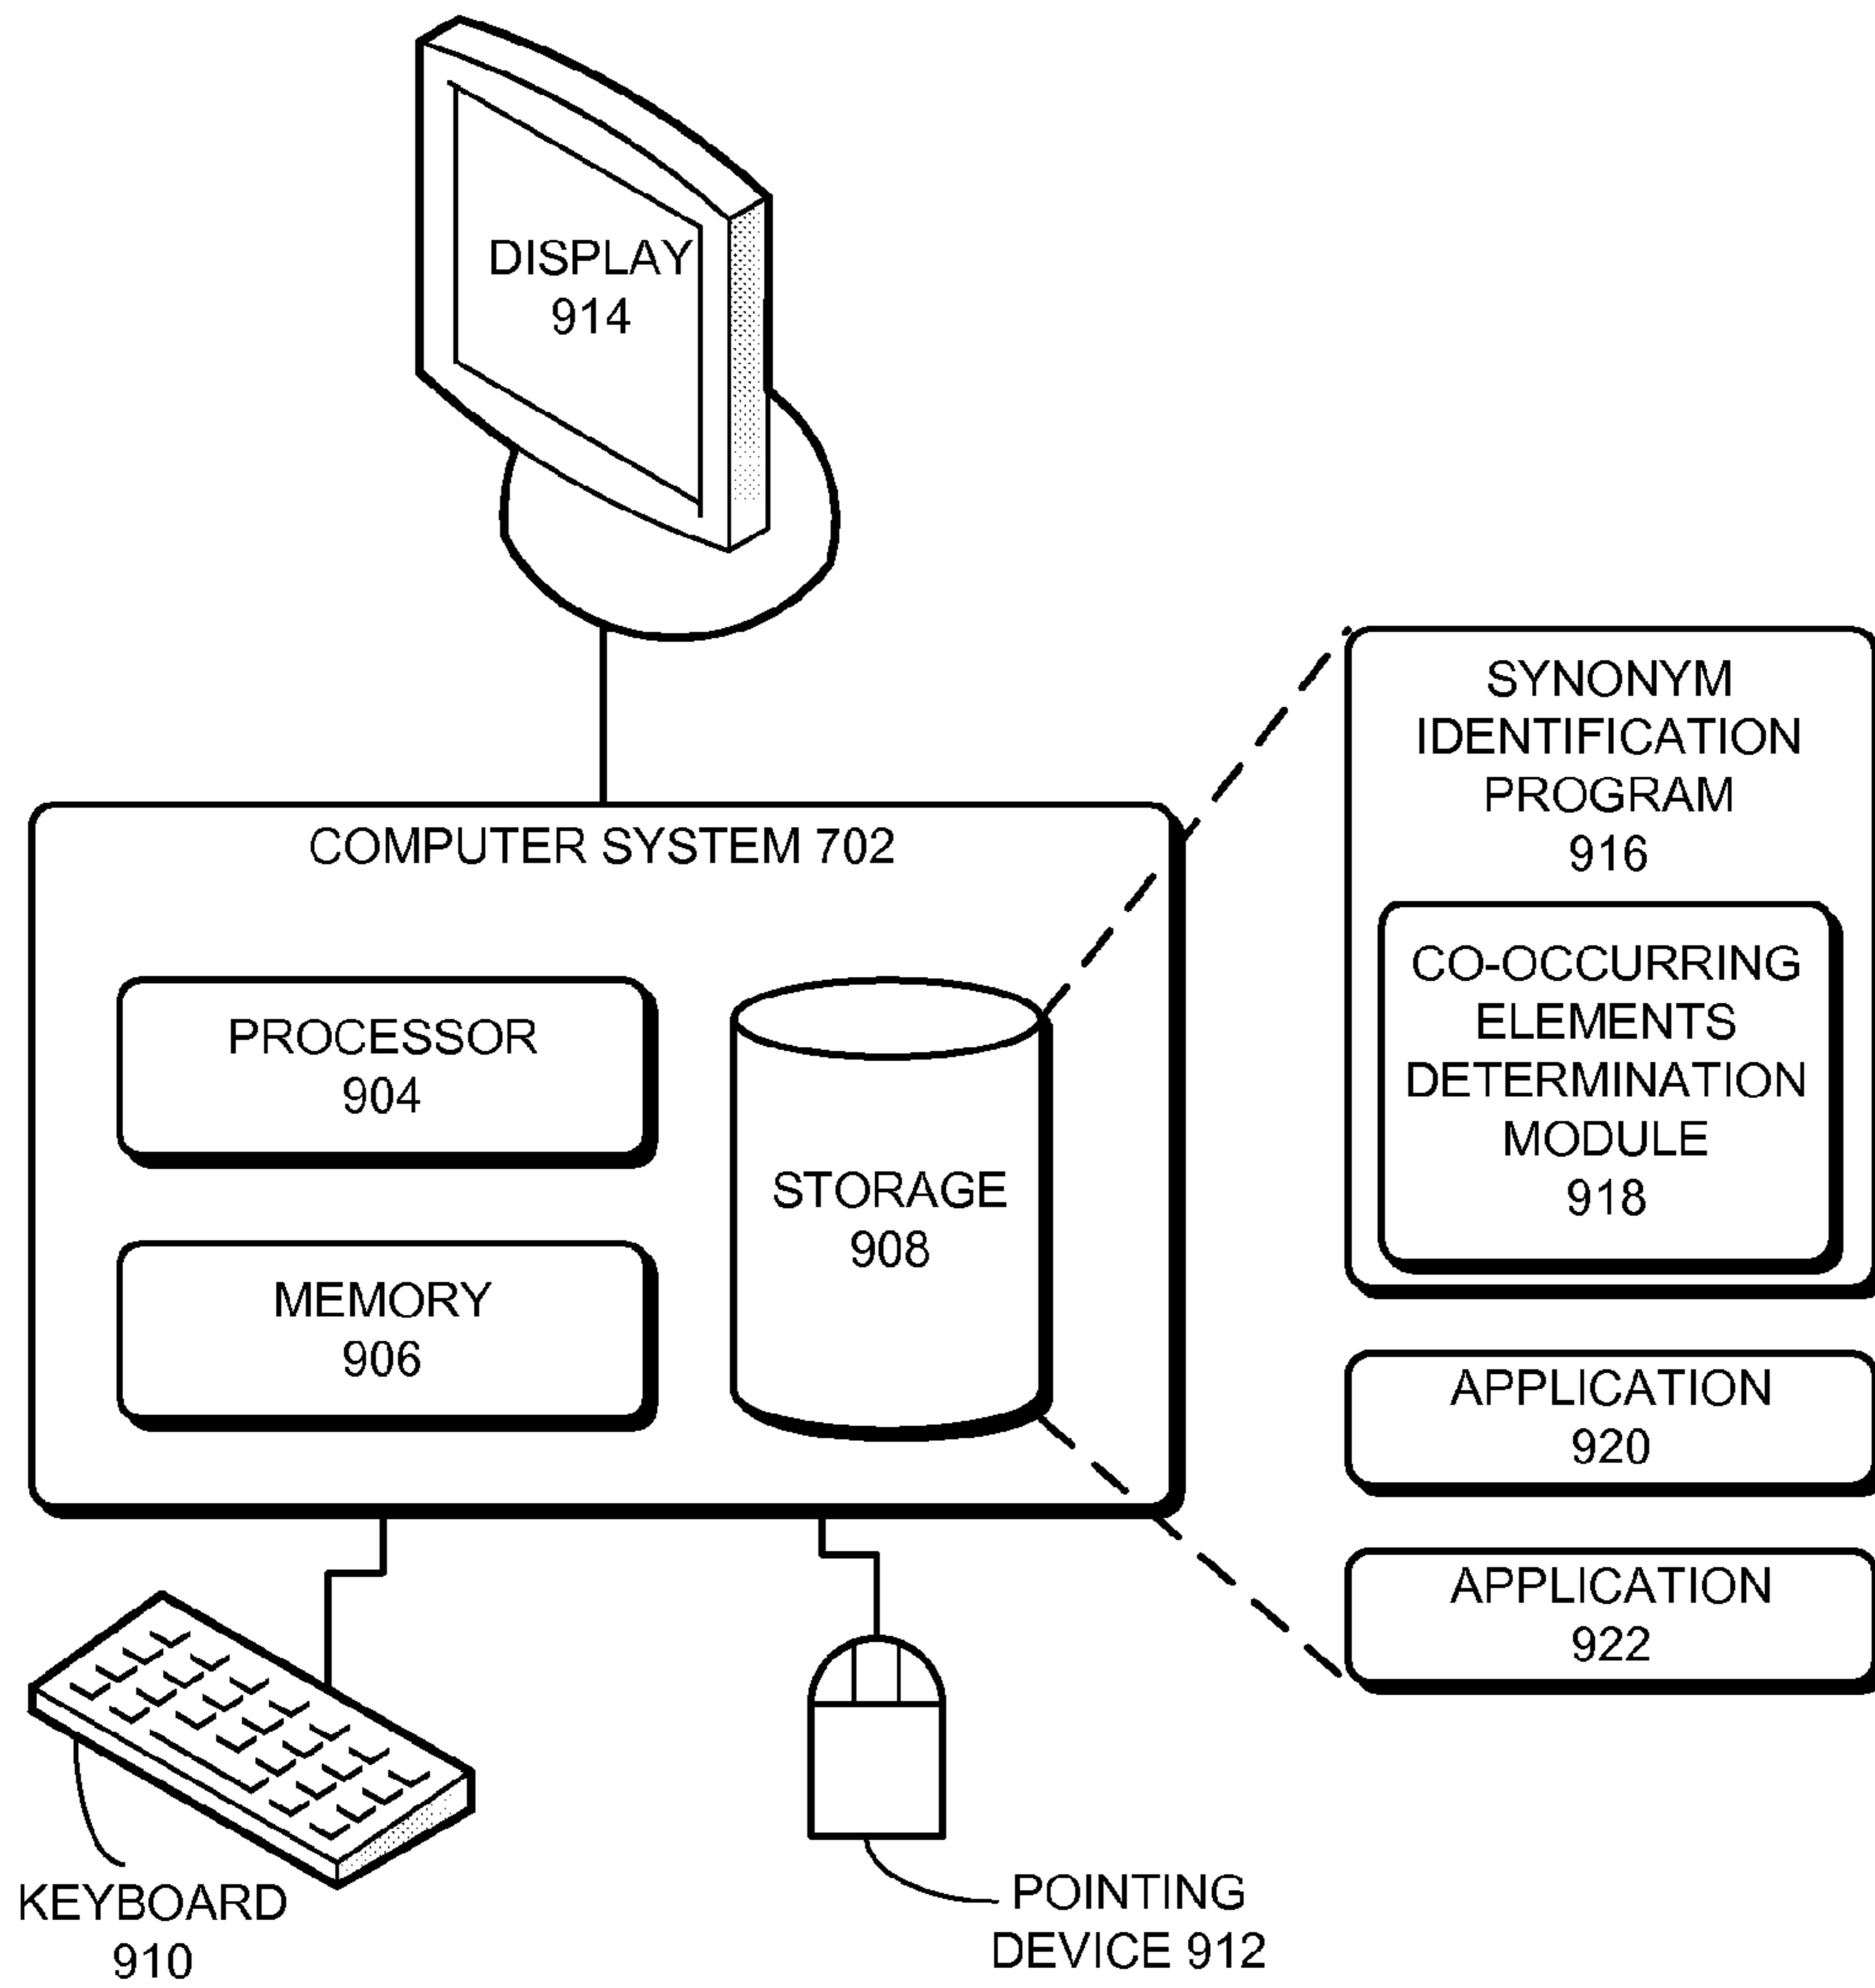 DISPLAY
914
SYNONYM
IDENTIFICATION
PROGRAM
916
CO-OCCURRING
ELEMENTS
DETERMINATION
MODULE
918
COMPUTER SYSTEM 702
PROCESSOR
904
MEMORY
906
STORAGE
908
APPLICATION
920
APPLICATION
922
KEYBOARD
910
POINTING
DEVICE 912